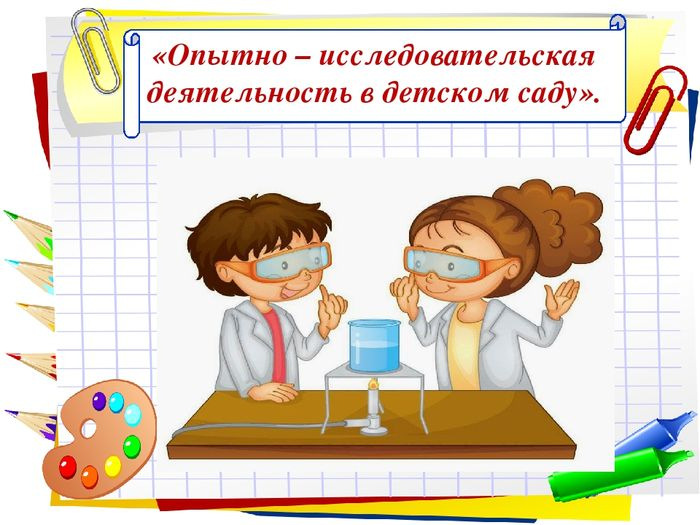 «Опытно – исследовательская
деятельность в детском саду».